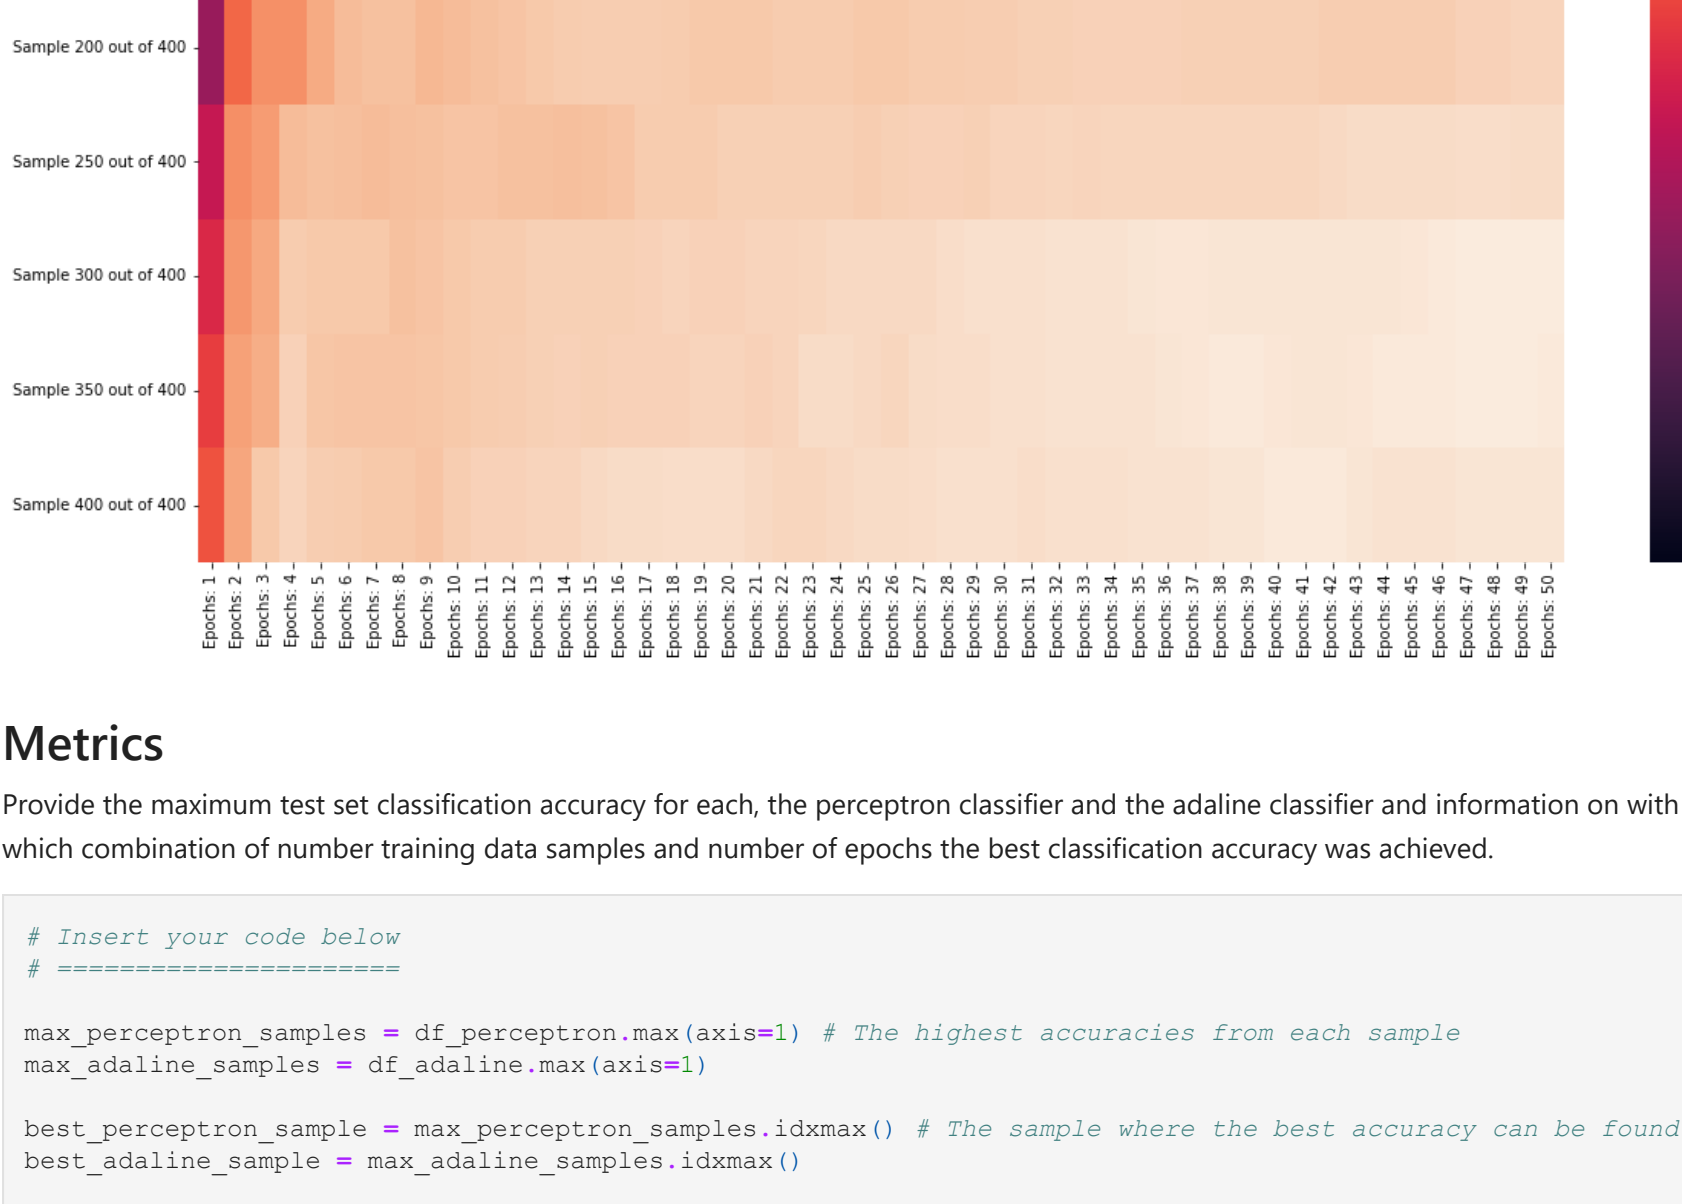 Sample 200 out of 400
Sample 250 out of 400
Sample 300 out of 400
Sample 350 out of 400
Sample 400 out of 400
Epochs: 1
Epochs: 2
Epochs: 3
Epochs: 4
Epochs: 5
Epochs: 6
Epochs: 7
Epochs: 8
Epochs: 9
Epochs: 10
Epochs: 11
Epochs: 12
Epochs: 13
Epochs: 14
Epochs: 15
Epochs: 16
Epochs: 17
Epochs: 18
Epochs: 19
Epochs: 20
Epochs: 21
Epochs: 22
Epochs: 23
Epochs: 24
Epochs: 25
Epochs: 26
Epochs: 27
Epochs: 28
Epochs: 29
Epochs: 30
Epochs: 31
Epochs: 32
Epochs: 33
Epochs: 34
Epochs: 35
Epochs: 36
Epochs: 37
Epochs: 38
Epochs: 39
Epochs: 40
Epochs: 41
Epochs: 42
Epochs: 43
Epochs: 44
Epochs: 45
Epochs: 46
Epochs: 47
Epochs: 48
Epochs: 49
Epochs: 50
Metrics
Provide the maximum test set classification accuracy for each, the perceptron classifier and the adaline classifier and information on with
which combination of number training data samples and number of epochs the best classification accuracy was achieved.
# Insert your code below
# ======================
max_perceptron_samples = df_perceptron.max(axis=1) # The highest accuracies from each sample
max_adaline_samples = df_adaline.max(axis=1)
best_perceptron_sample = max_perceptron_samples.idxmax() # The sample where the best accuracy can be found
best_adaline_sample = max_adaline_samples.idxmax()